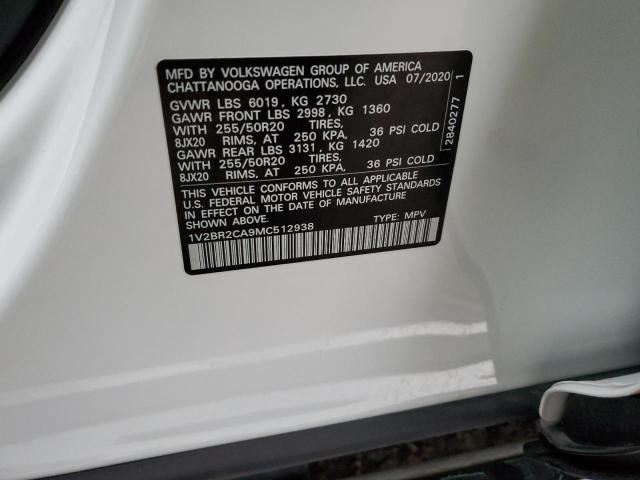 MFD BY VOLKSWAGEN GROUP OF AMERICA
CHATTANOOGA OPERATIONS, LLC. USA 07/2020
GVWR LBS 6019, KG 2730
GAWR FRONT LBS 2998, KG 1360
WITH 255/50R20 TIRES,
8JX20 RIMS, AT 250 KPA, 36 PSI COLD
GAWR REAR LBS 3131, KG 1420
WITH 255/50R20 TIRES,
8JX20 RIMS, AT 250 KPA, 36 PSI COLD
THIS VEHICLE CONFORMS TO ALL APPLICABLE
U.S. FEDERAL MOTOR VEHICLE SAFETY STANDARDS
IN EFFECT ON THE DATE OF MANUFACTURE
SHOWN ABOVE.
1V2BR2CA9MC512938 TYPE: MPV
2840277 1